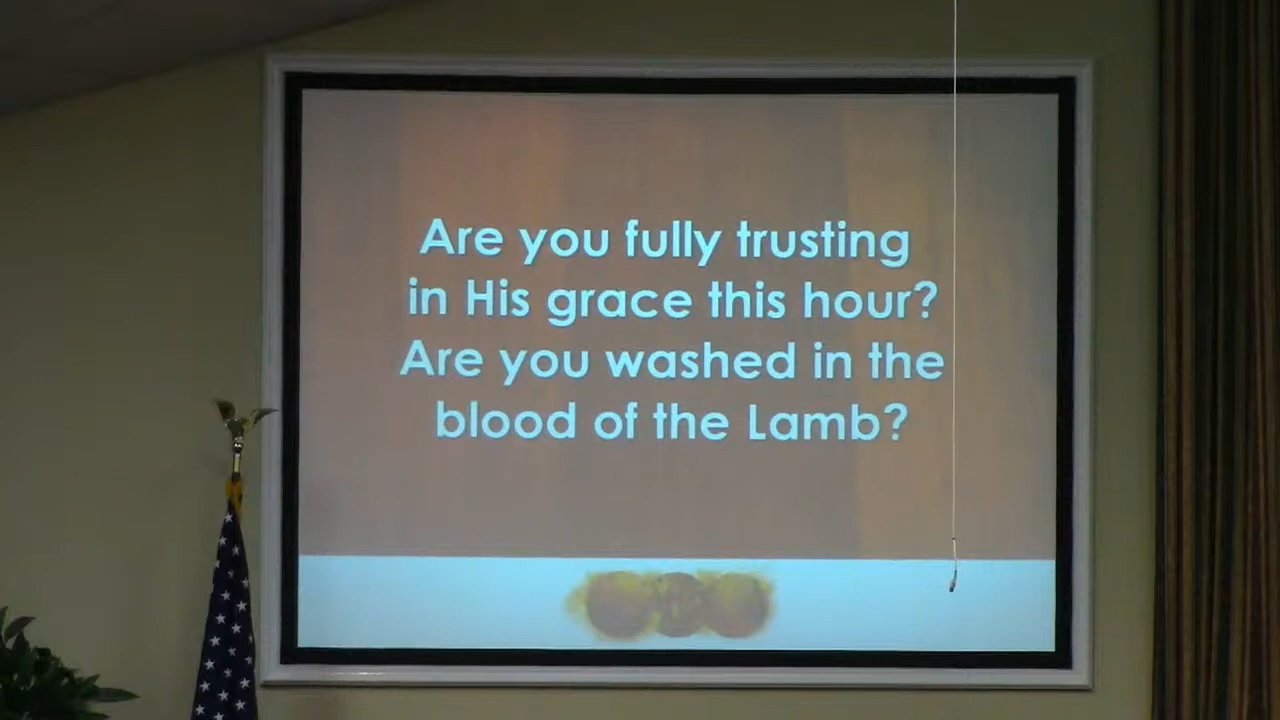 Are you fully trusting
in His grace this hour?
Are you washed in the
blood of the Lamb?